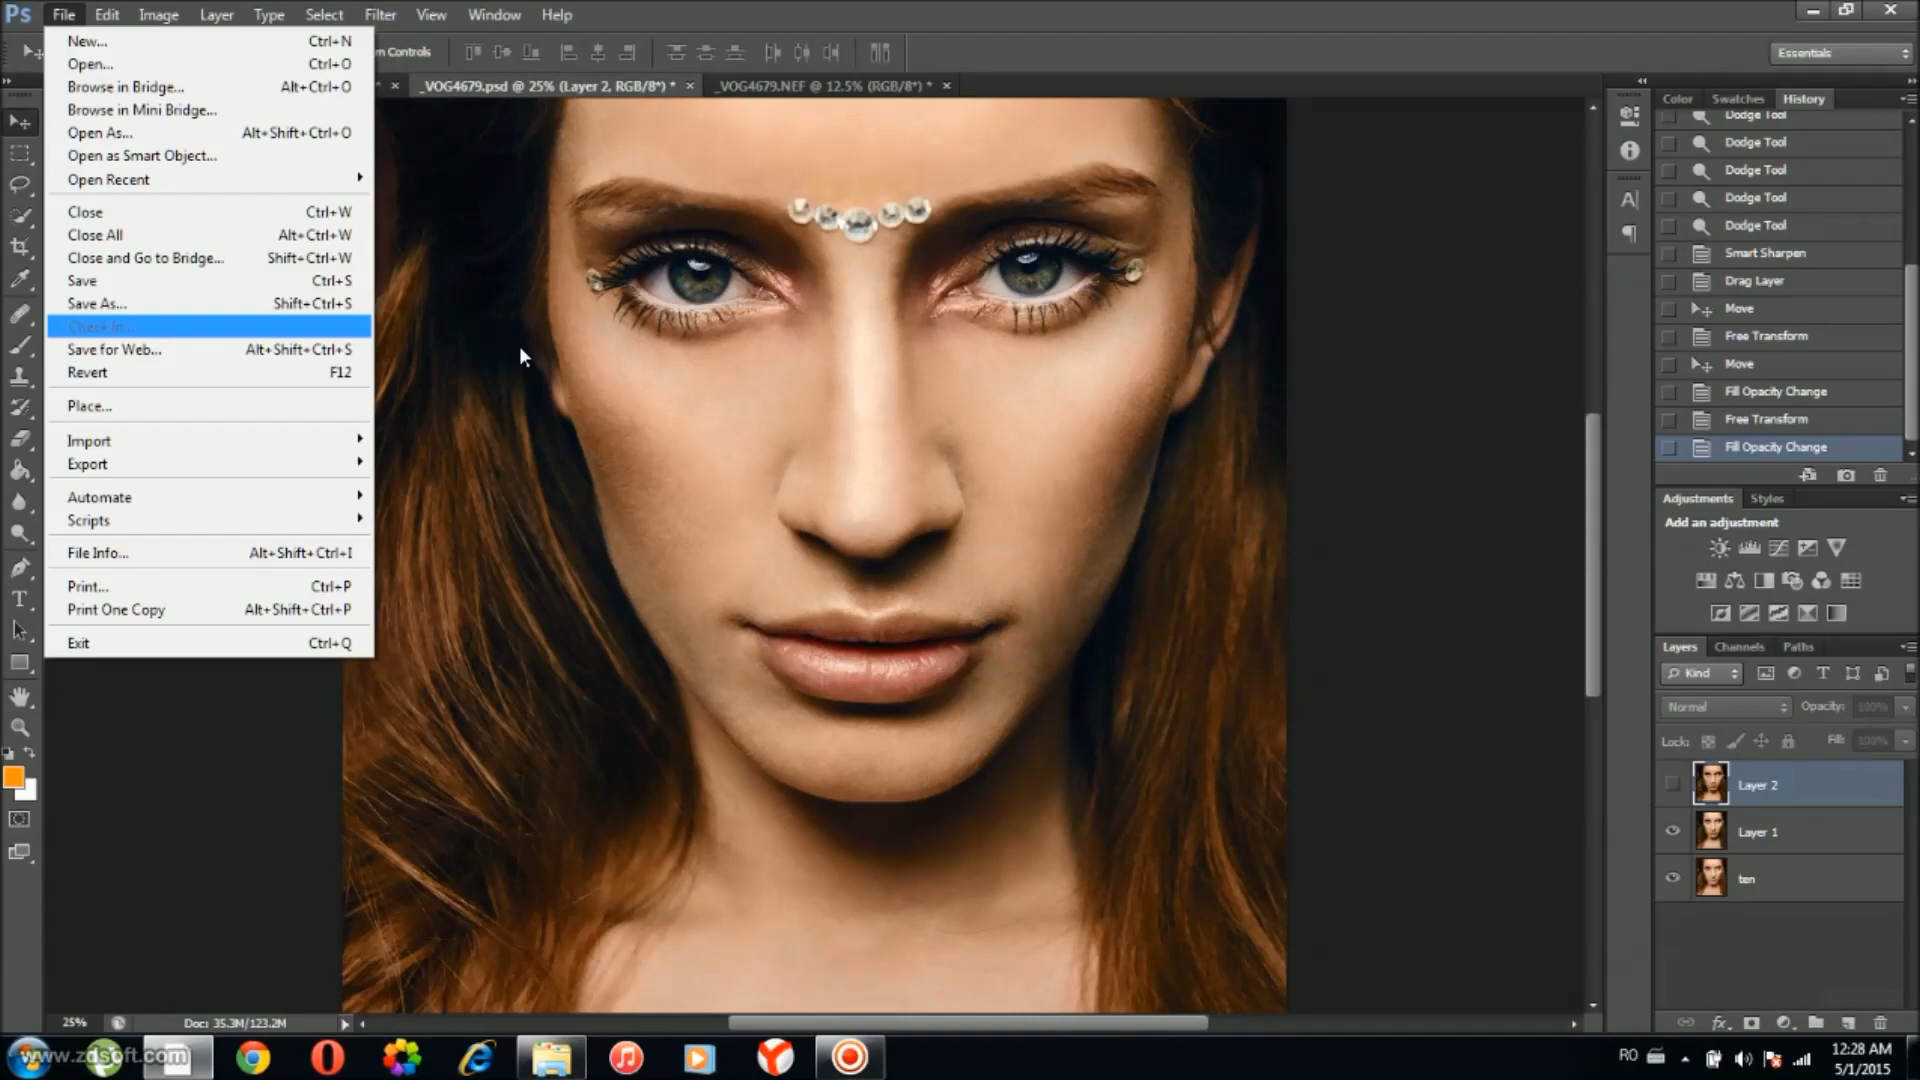 Ps File Edit Image Layer Type Select Filter View Window Help
m Controls
Essentials
_VOG4679.psd @ 25% (Layer 2, RGB/8*) * × _VOG4679.NEF @ 12.5% (RGB/8*) * ×
New... Ctrl+N
Open... Ctrl+O
Browse in Bridge... Alt+Ctrl+O
Browse in Mini Bridge...
Open As... Alt+Shift+Ctrl+O
Open as Smart Object...
Open Recent
Close Ctrl+W
Close All Alt+Ctrl+W
Close and Go to Bridge... Shift+Ctrl+W
Save Ctrl+S
Save As... Shift+Ctrl+S
Check In...
Save for Web... Alt+Shift+Ctrl+S
Revert F12
Place...
Import
Export
Automate
Scripts
File Info... Alt+Shift+Ctrl+I
Print... Ctrl+P
Print One Copy Alt+Shift+Ctrl+P
Exit Ctrl+Q
Color Swatches History
Dodge Tool
Dodge Tool
Dodge Tool
Dodge Tool
Dodge Tool
Smart Sharpen
Drag Layer
Move
Free Transform
Move
Fill Opacity Change
Free Transform
Fill Opacity Change
Adjustments Styles
Add an adjustment
Layers Channels Paths
Kind
Normal Opacity: 100%
Lock: Fill: 100%
Layer 2
Layer 1
ten
25% Doc: 35.3M/123.2M
www.zdsoft.com
RO
12:28 AM
5/1/2015